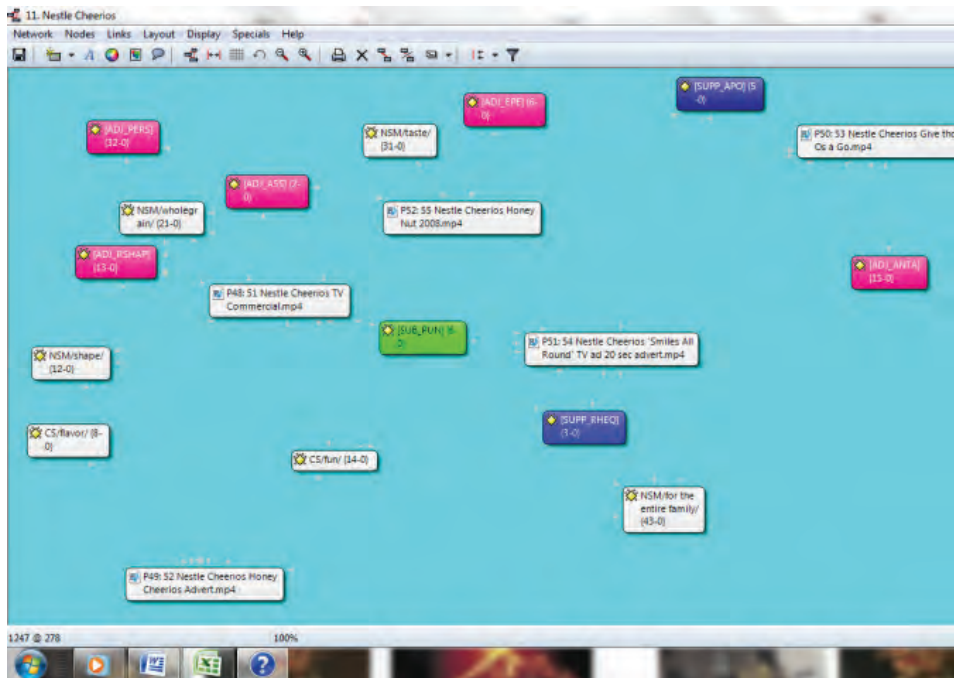 11. Nestle Cheerios
Network Nodes Links Layout Display Specials Help
[SUPP_APO] (5
-0)
[ADJ_EPE] (6-
0)
[ADJ_PERS]
(12-0)
NSM/taste/
(31-0)
P50: 53 Nestle Cheerios Give tho
Os a Go.mp4
[ADJ_ASS] (7-
0)
NSM/wholegr
ain/ (21-0)
P52: 55 Nestle Cheerios Honey
Nut 2008.mp4
[ADJ_RSHAP]
(13-0)
[ADJ_ANTA]
(15-0)
P48: 51 Nestle Cheerios TV
Commercial.mp4
[SUB_PUN] (8-
0)
P51: 54 Nestle Cheerios 'Smiles All
Round' TV ad 20 sec advert.mp4
NSM/shape/
(12-0)
[SUPP_RHEQ]
(3-0)
CS/flavor/ (8-
0)
CS/fun/ (14-0)
NSM/for the
entire family/
(43-0)
P49: 52 Nestle Cheerios Honey
Cheerios Advert.mp4
1247 @ 278
100%